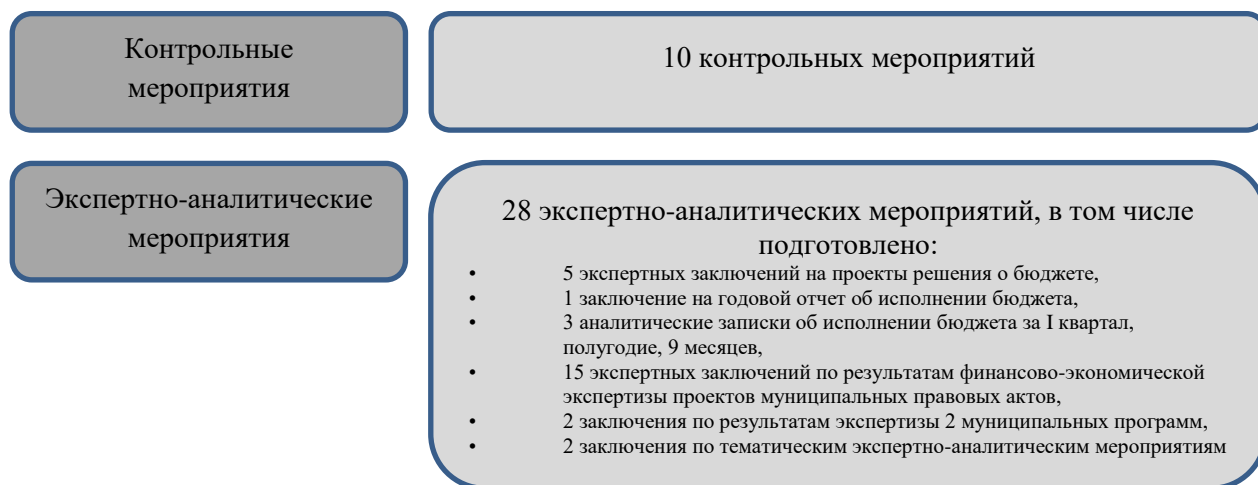 Контрольные
мероприятия
10 контрольных мероприятий
Экспертно-аналитические
мероприятия
28 экспертно-аналитических мероприятий, в том числе
подготовлено:
• 5 экспертных заключений на проекты решения о бюджете,
• 1 заключение на годовой отчет об исполнении бюджета,
• 3 аналитические записки об исполнении бюджета за I квартал,
полугодие, 9 месяцев,
• 15 экспертных заключений по результатам финансово-экономической
экспертизы проектов муниципальных правовых актов,
• 2 заключения по результатам экспертизы 2 муниципальных программ,
• 2 заключения по тематическим экспертно-аналитическим мероприятиям